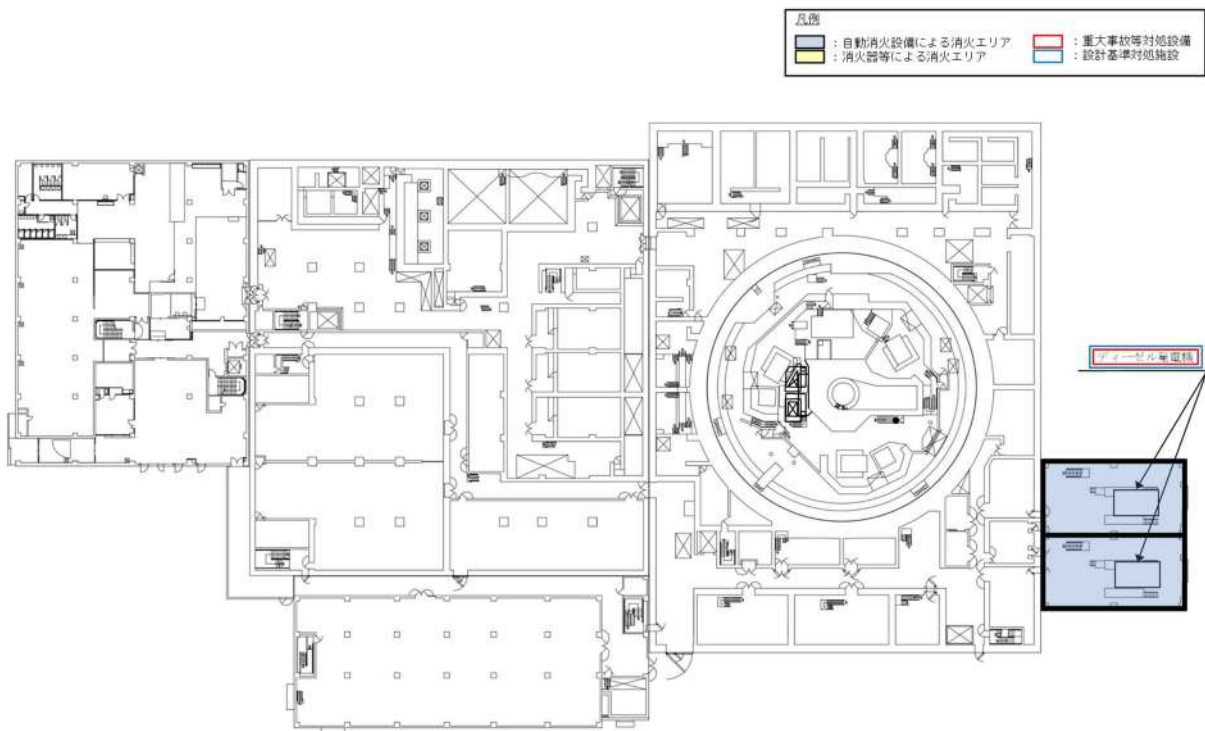 凡例
：自動消火設備による消火エリア
：消火器等による消火エリア
：重大事故等対処設備
：設計基準対処施設
ディーゼル発電機